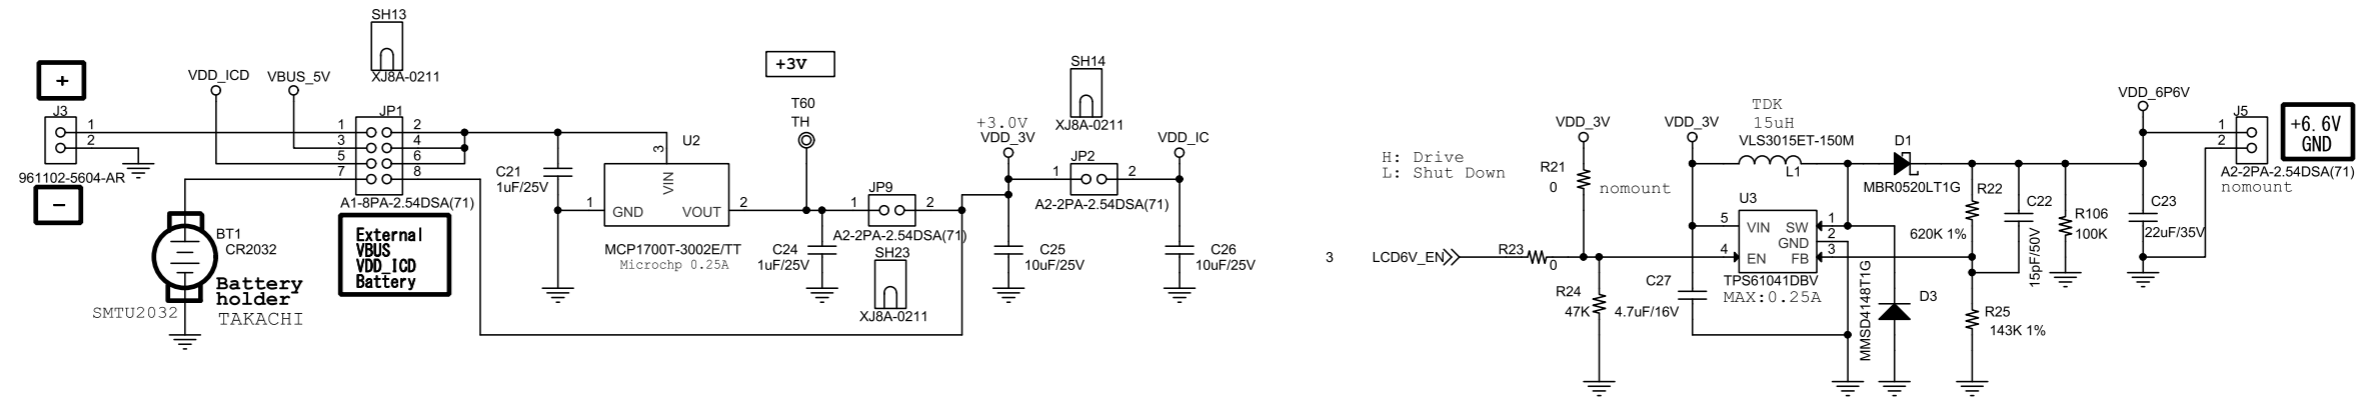 SH13
XJ8A-0211
+
VDD_ICD
VBUS_5V
J3
1
2
961102-5604-AR
−
JP1
1 2
3 4
5 6
7 8
A1-8PA-2.54DSA(71)
External
VBUS
VDD_ICD
Battery
BT1
CR2032
Battery
holder
TAKACHI
SMTU2032
C21
1uF/25V
U2
3
VIN
1
GND
VOUT
2
MCP1700T-3002E/TT
Microchp 0.25A
+3V
T60
TH
C24
1uF/25V
JP9
1 2
A2-2PA-2.54DSA(71)
SH23
XJ8A-0211
+3.0V
VDD_3V
C25
10uF/25V
SH14
XJ8A-0211
JP2
1 2
A2-2PA-2.54DSA(71)
VDD_IC
C26
10uF/25V
3
LCD6V_EN
H: Drive
L: Shut Down
R23
0
VDD_3V
R21
0
nomount
R24
47K
VDD_3V
TDK
15uH
VLS3015ET-150M
L1
C27
4.7uF/16V
U3
5 VIN SW 1
GND 2
4 EN FB 3
TPS61041DBV
MAX:0.25A
D1
MBR0520LT1G
MMSD4148T1G
D3
R22
620K 1%
C22
15pF/50V
R25
143K 1%
R106
100K
VDD_6P6V
C23
22uF/35V
J5
1
2
A2-2PA-2.54DSA(71)
nomount
+6.6V
GND